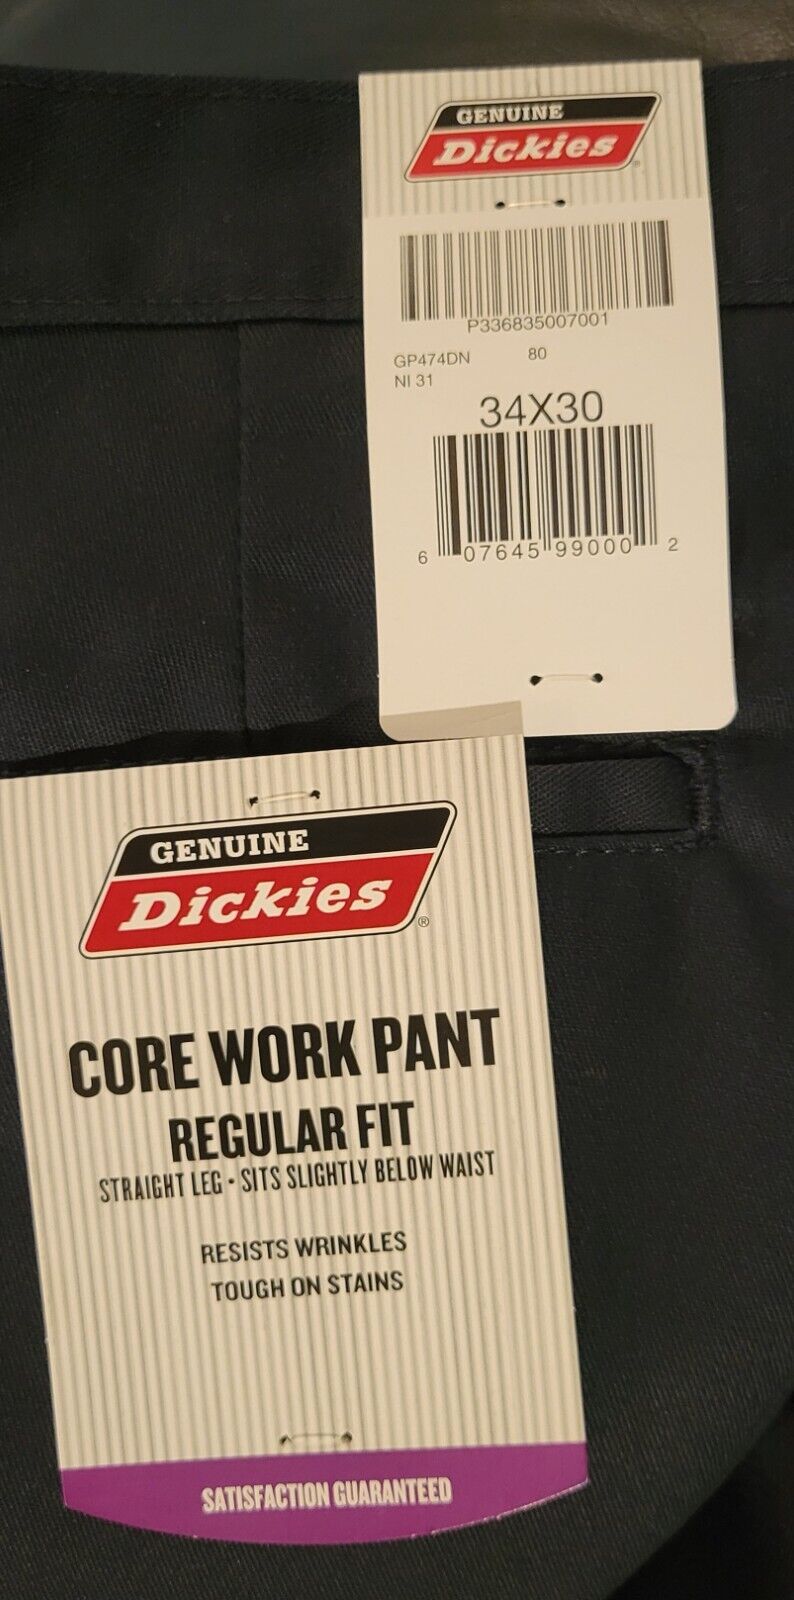 GENUINE
Dickies
P336835007001
GP474DN 80
NI 31
34X30
6 07645 99000 2
GENUINE
Dickies®
CORE WORK PANT
REGULAR FIT
STRAIGHT LEG • SITS SLIGHTLY BELOW WAIST
RESISTS WRINKLES
TOUGH ON STAINS
SATISFACTION GUARANTEED